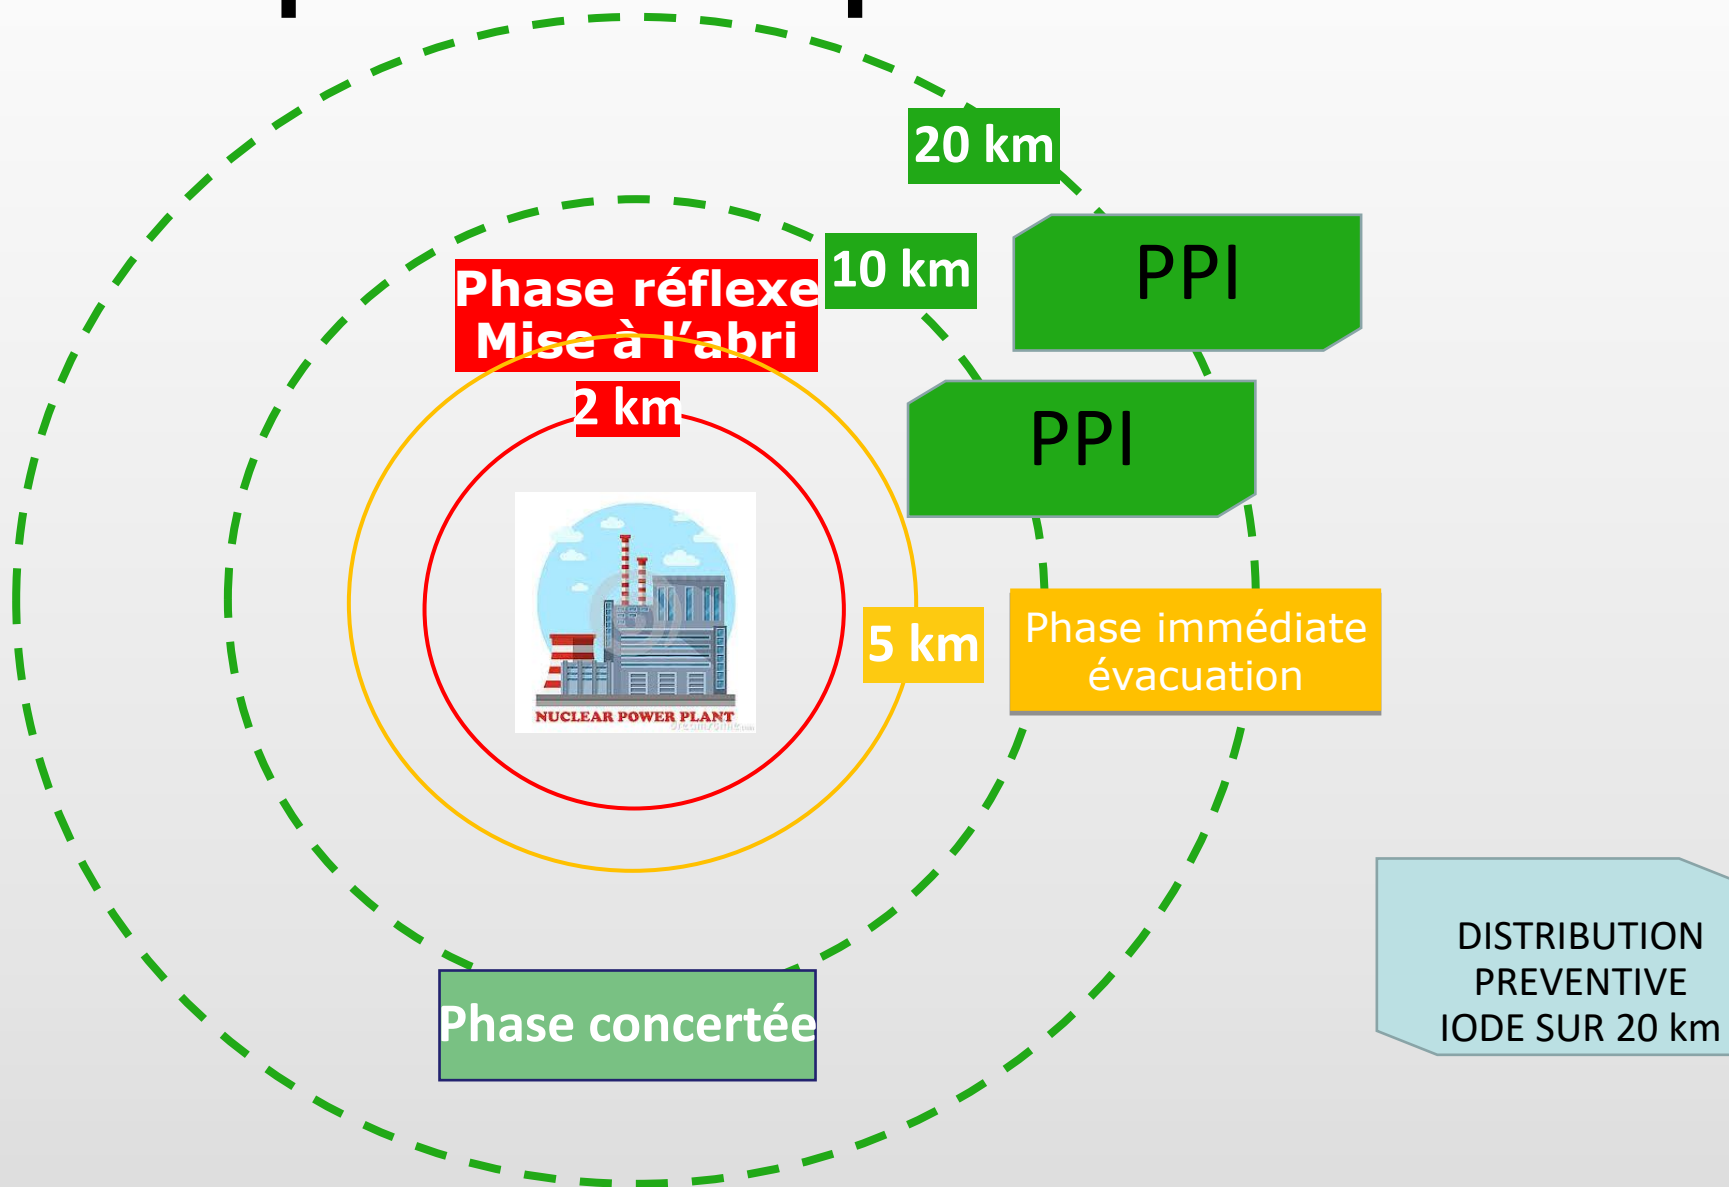 20 km
PPI
10 km
Phase réflexe
Mise à l’abri
2 km
PPI
5 km
Phase immédiate
évacuation
NUCLEAR POWER PLANT
DISTRIBUTION
PREVENTIVE
IODE SUR 20 km
Phase concertée